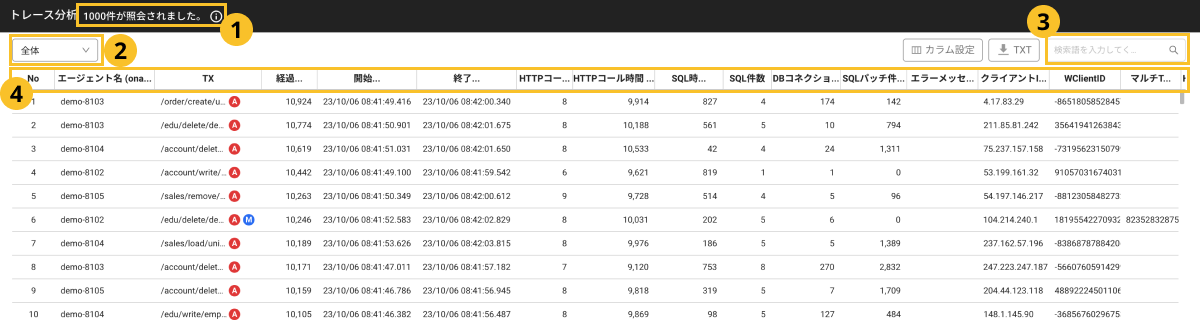 トレース分析 1000件が照会されました。
1
2
3
4
全体
カラム設定
TXT
検索語を入力してく...
No エージェント名 (ona... TX 経過... 開始... 終了... HTTPコー... HTTPコール時間 ... SQL時... SQL件数 DBコネクショ... SQLバッチ件... エラーメッセ... クライアントI... WClientID マルチT...
1 demo-8103 /order/create/u... A 10,924 23/10/06 08:41:49.416 23/10/06 08:42:00.340 8 9,914 827 4 174 142 4.17.83.29 -8651805852845
2 demo-8103 /edu/delete/de... A 10,774 23/10/06 08:41:50.901 23/10/06 08:42:01.675 8 10,188 561 5 10 794 211.85.81.242 35641941263843
3 demo-8104 /account/delet... A 10,619 23/10/06 08:41:51.031 23/10/06 08:42:01.650 8 10,533 42 4 24 1,311 75.237.157.158 -7319562315079
4 demo-8102 /account/write/... A 10,442 23/10/06 08:41:49.100 23/10/06 08:41:59.542 6 9,621 819 1 1 0 53.199.161.32 91057031674031
5 demo-8105 /sales/remove/... A 10,263 23/10/06 08:41:50.349 23/10/06 08:42:00.612 9 9,728 514 4 5 96 54.197.146.217 -8812305848273
6 demo-8102 /edu/delete/de... A M 10,246 23/10/06 08:41:52.583 23/10/06 08:42:02.829 8 10,031 202 5 6 0 104.214.240.1 18195542270932 82352832875
7 demo-8104 /sales/load/uni... A 10,189 23/10/06 08:41:53.626 23/10/06 08:42:03.815 8 9,976 186 5 5 1,389 237.162.57.196 -8386878788420
8 demo-8103 /account/delet... A 10,171 23/10/06 08:41:47.011 23/10/06 08:41:57.182 7 9,120 753 8 270 2,832 247.223.247.187 -5660760591429
9 demo-8105 /account/delet... A 10,159 23/10/06 08:41:46.786 23/10/06 08:41:56.945 8 9,818 319 5 7 1,709 204.44.123.118 4889222450110
10 demo-8104 /edu/write/emp... A 10,105 23/10/06 08:41:46.382 23/10/06 08:41:56.487 8 9,869 98 5 127 484 148.1.145.90 -3685676029675